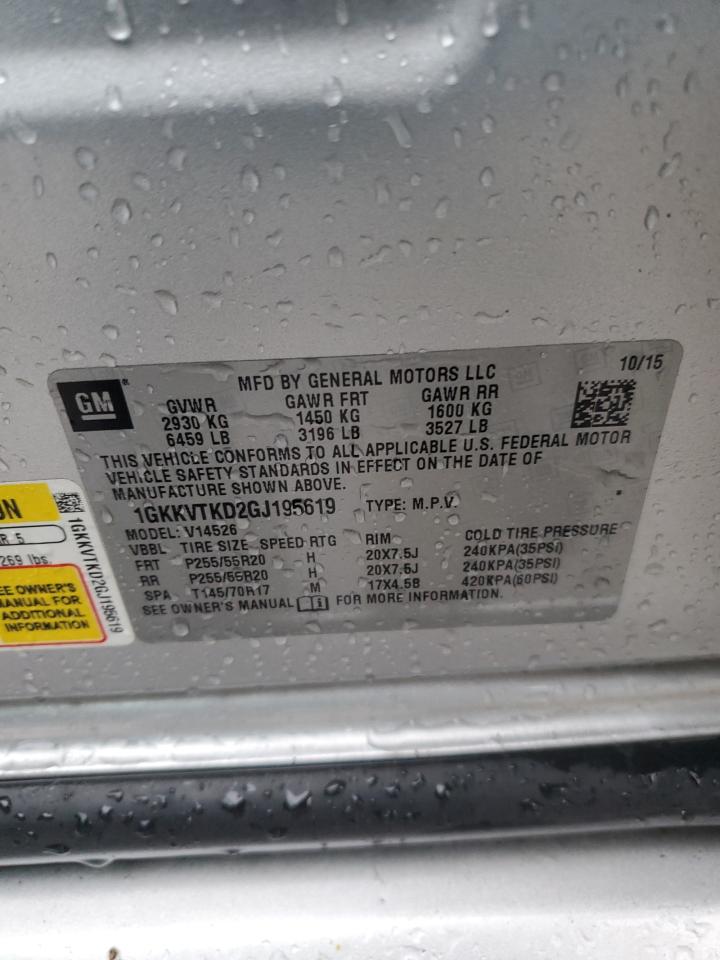 MFD BY GENERAL MOTORS LLC
10/15
GM
GVWR GAWR FRT GAWR RR
2930 KG 1450 KG 1600 KG
6459 LB 3196 LB 3527 LB
THIS VEHICLE CONFORMS TO ALL APPLICABLE U.S. FEDERAL MOTOR
VEHICLE SAFETY STANDARDS IN EFFECT ON THE DATE OF
MANUFACTURE SHOWN ABOVE.
1GKKVTKD2GJ195619 TYPE: M.P.V.
MODEL: V14526
VBBL TIRE SIZE SPEED RTG RIM COLD TIRE PRESSURE
FRT P255/55R20 H 20X7.5J 240KPA(35PSI)
RR P255/55R20 H 20X7.5J 240KPA(35PSI)
SPA T145/70R17 M 17X4.5B 420KPA(60PSI)
SEE OWNER'S MANUAL i FOR MORE INFORMATION.
R 5
269 lbs.
SEE OWNER'S
MANUAL FOR
ADDITIONAL
INFORMATION
1GKKVTKD2GJ195619